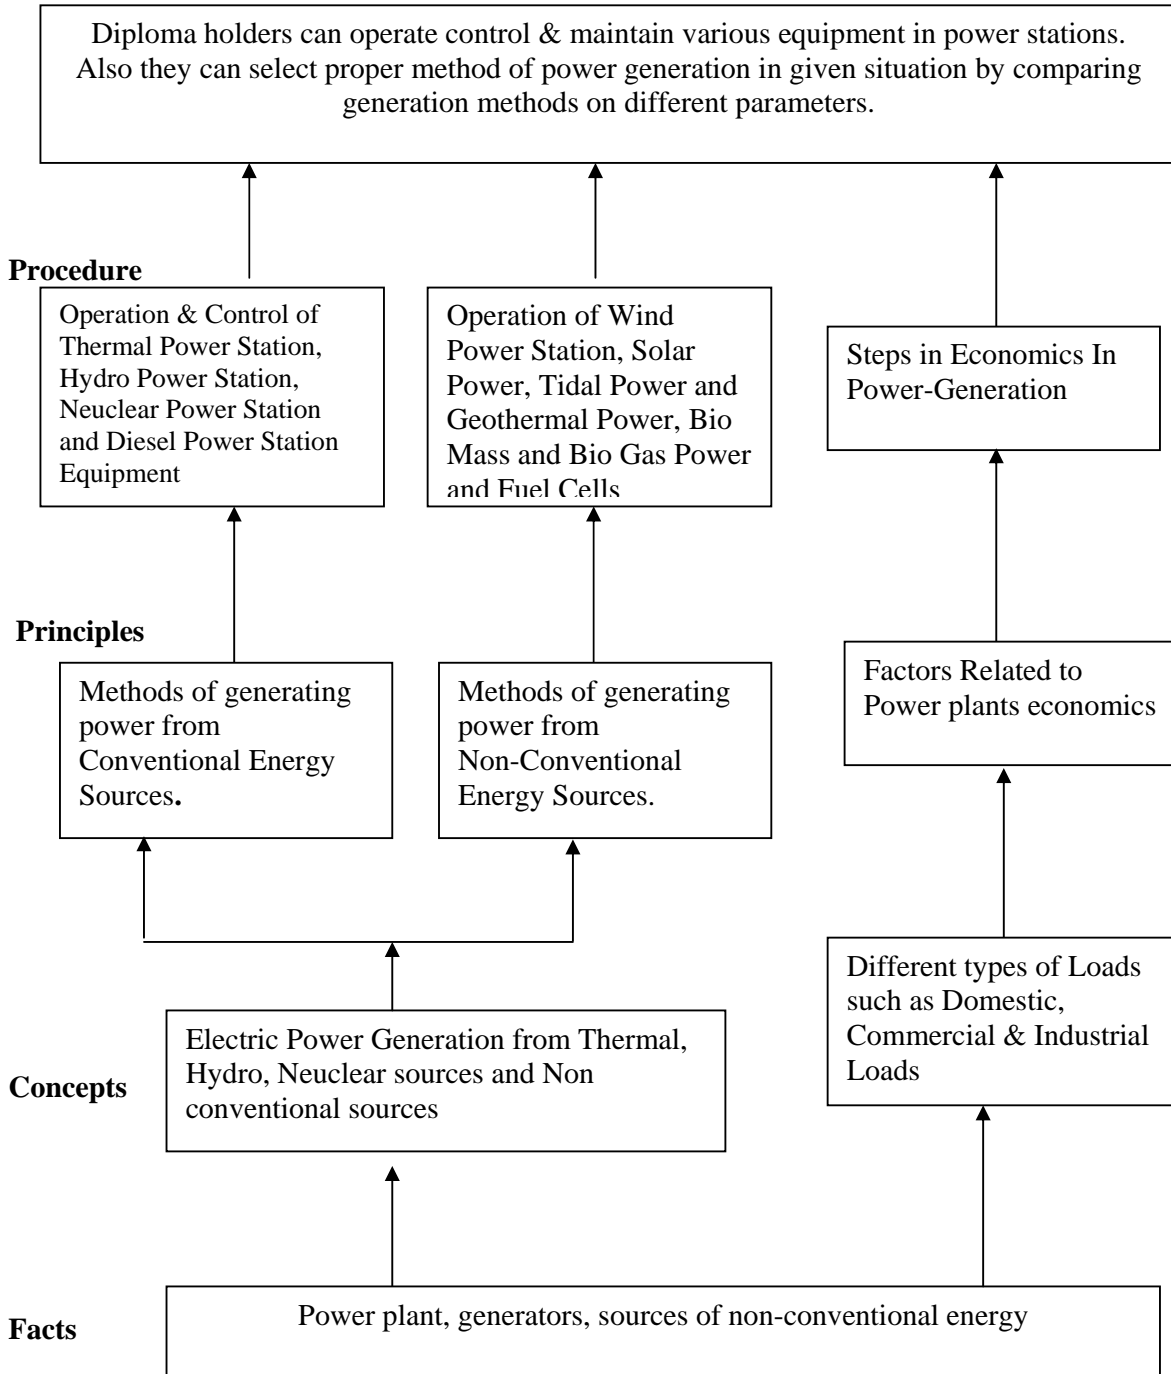 Diploma holders can operate control & maintain various equipment in power stations.
Also they can select proper method of power generation in given situation by comparing
generation methods on different parameters.
Procedure
Operation & Control of
Thermal Power Station,
Hydro Power Station,
Neuclear Power Station
and Diesel Power Station
Equipment
Operation of Wind
Power Station, Solar
Power, Tidal Power and
Geothermal Power, Bio
Mass and Bio Gas Power
and Fuel Cells
Steps in Economics In
Power-Generation
Principles
Methods of generating
power from
Conventional Energy
Sources.
Methods of generating
power from
Non-Conventional
Energy Sources.
Factors Related to
Power plants economics
Different types of Loads
such as Domestic,
Commercial & Industrial
Loads
Concepts
Electric Power Generation from Thermal,
Hydro, Neuclear sources and Non
conventional sources
Facts
Power plant, generators, sources of non-conventional energy